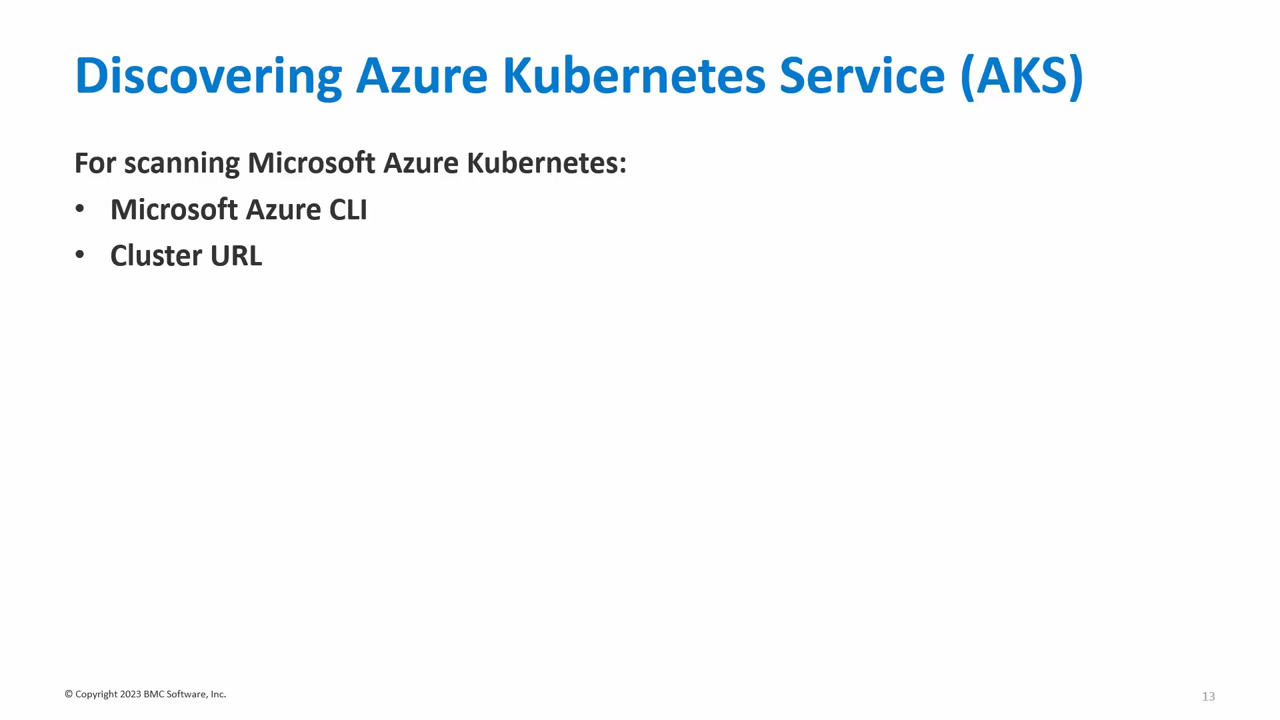 Discovering Azure Kubernetes Service (AKS)
For scanning Microsoft Azure Kubernetes:
• Microsoft Azure CLI
• Cluster URL
© Copyright 2023 BMC Software, Inc.
13